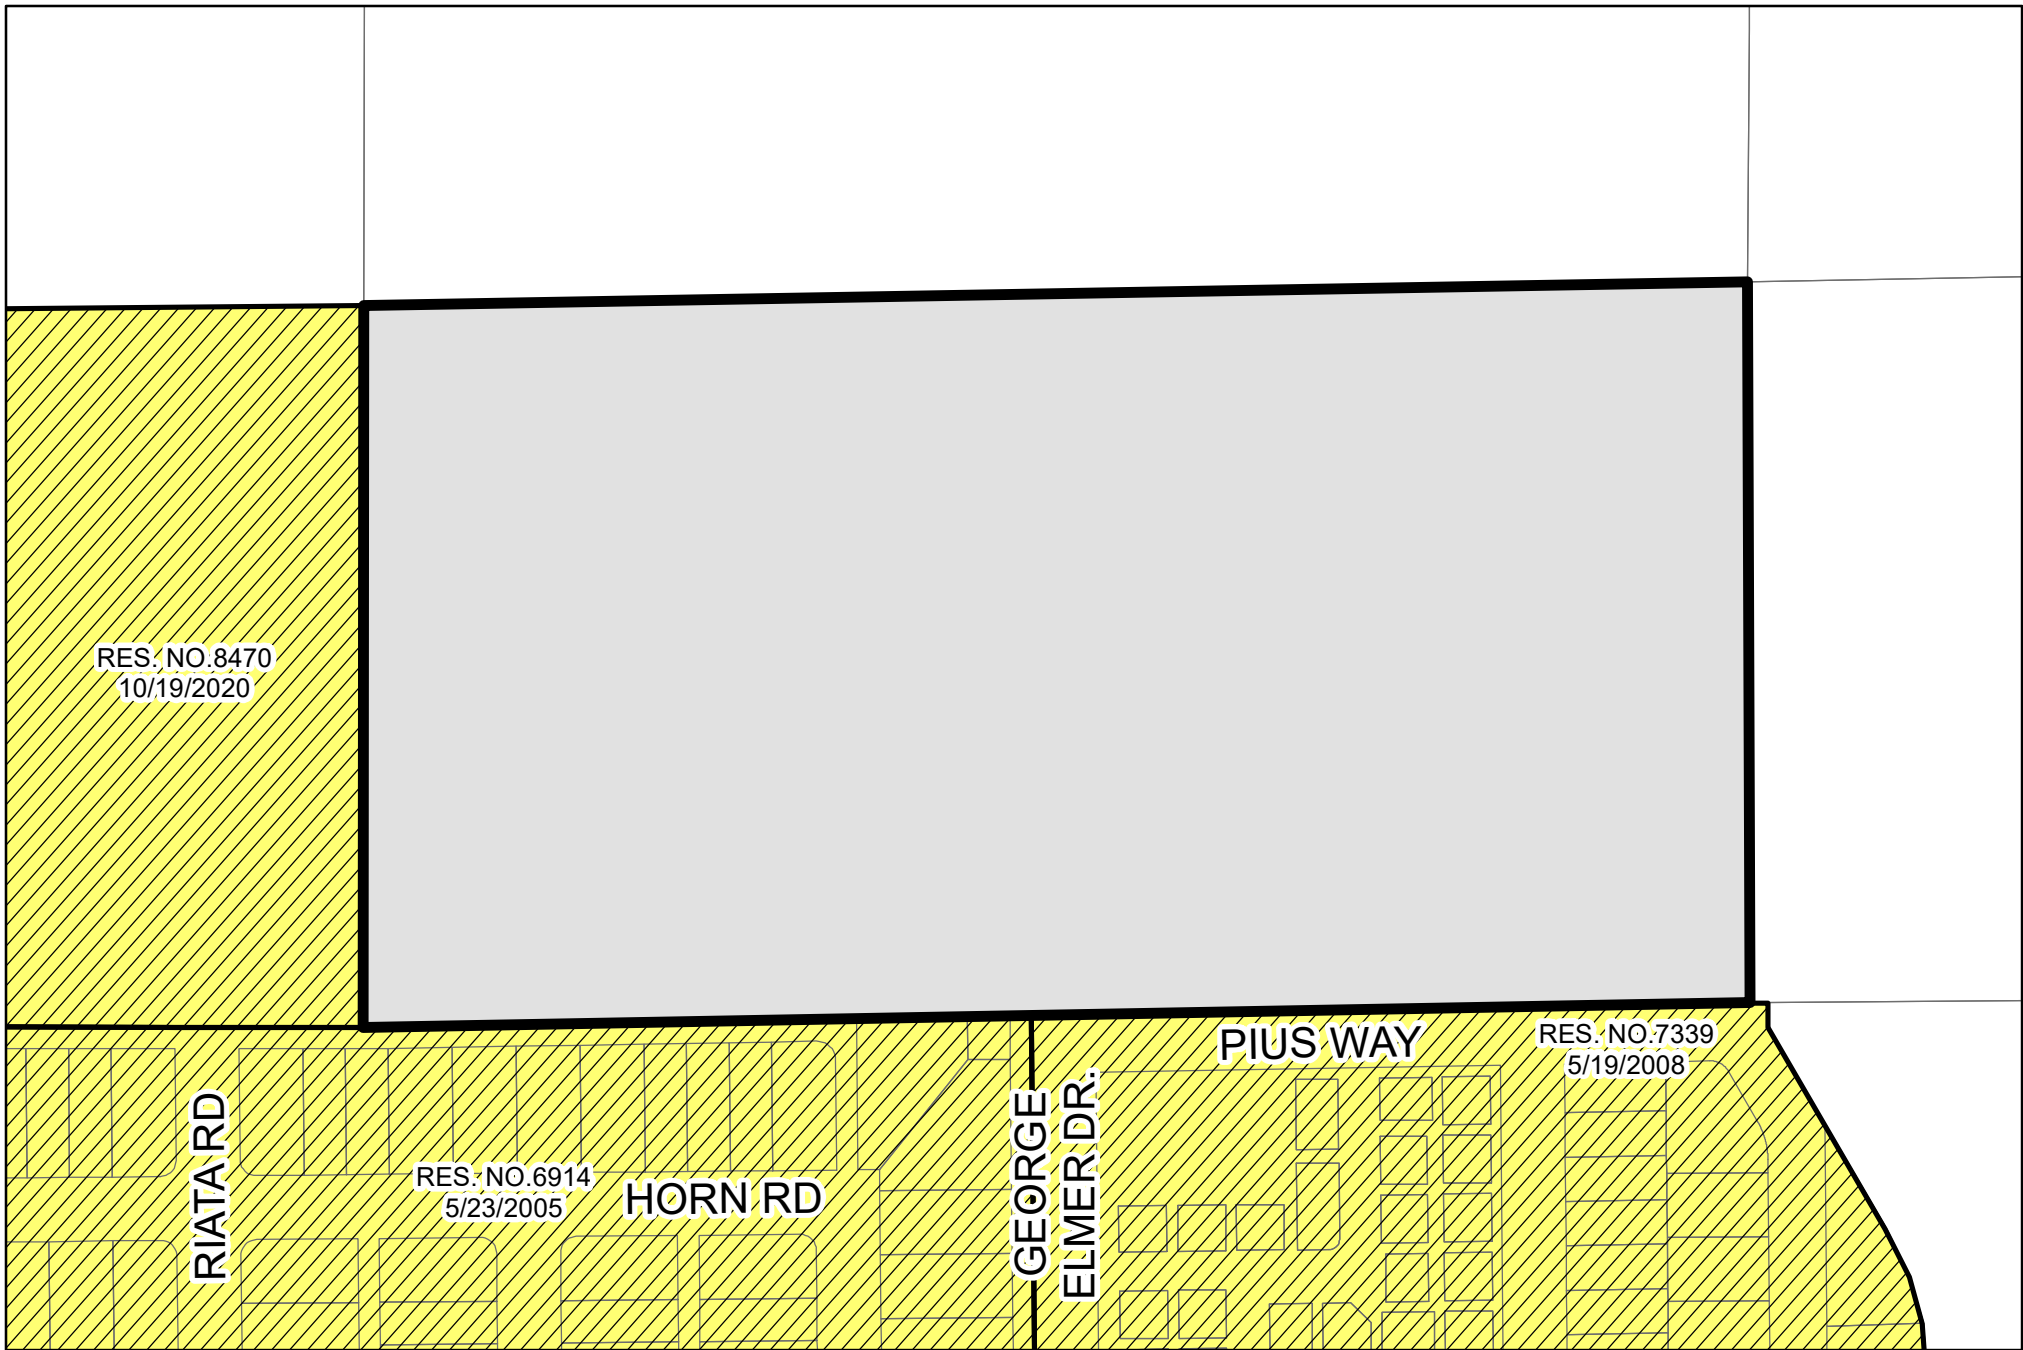 RES. NO.8470
10/19/2020
PIUS WAY
RES. NO.7339
5/19/2008
RIATA RD
RES. NO.6914
5/23/2005
HORN RD
GEORGE
ELMER DR.